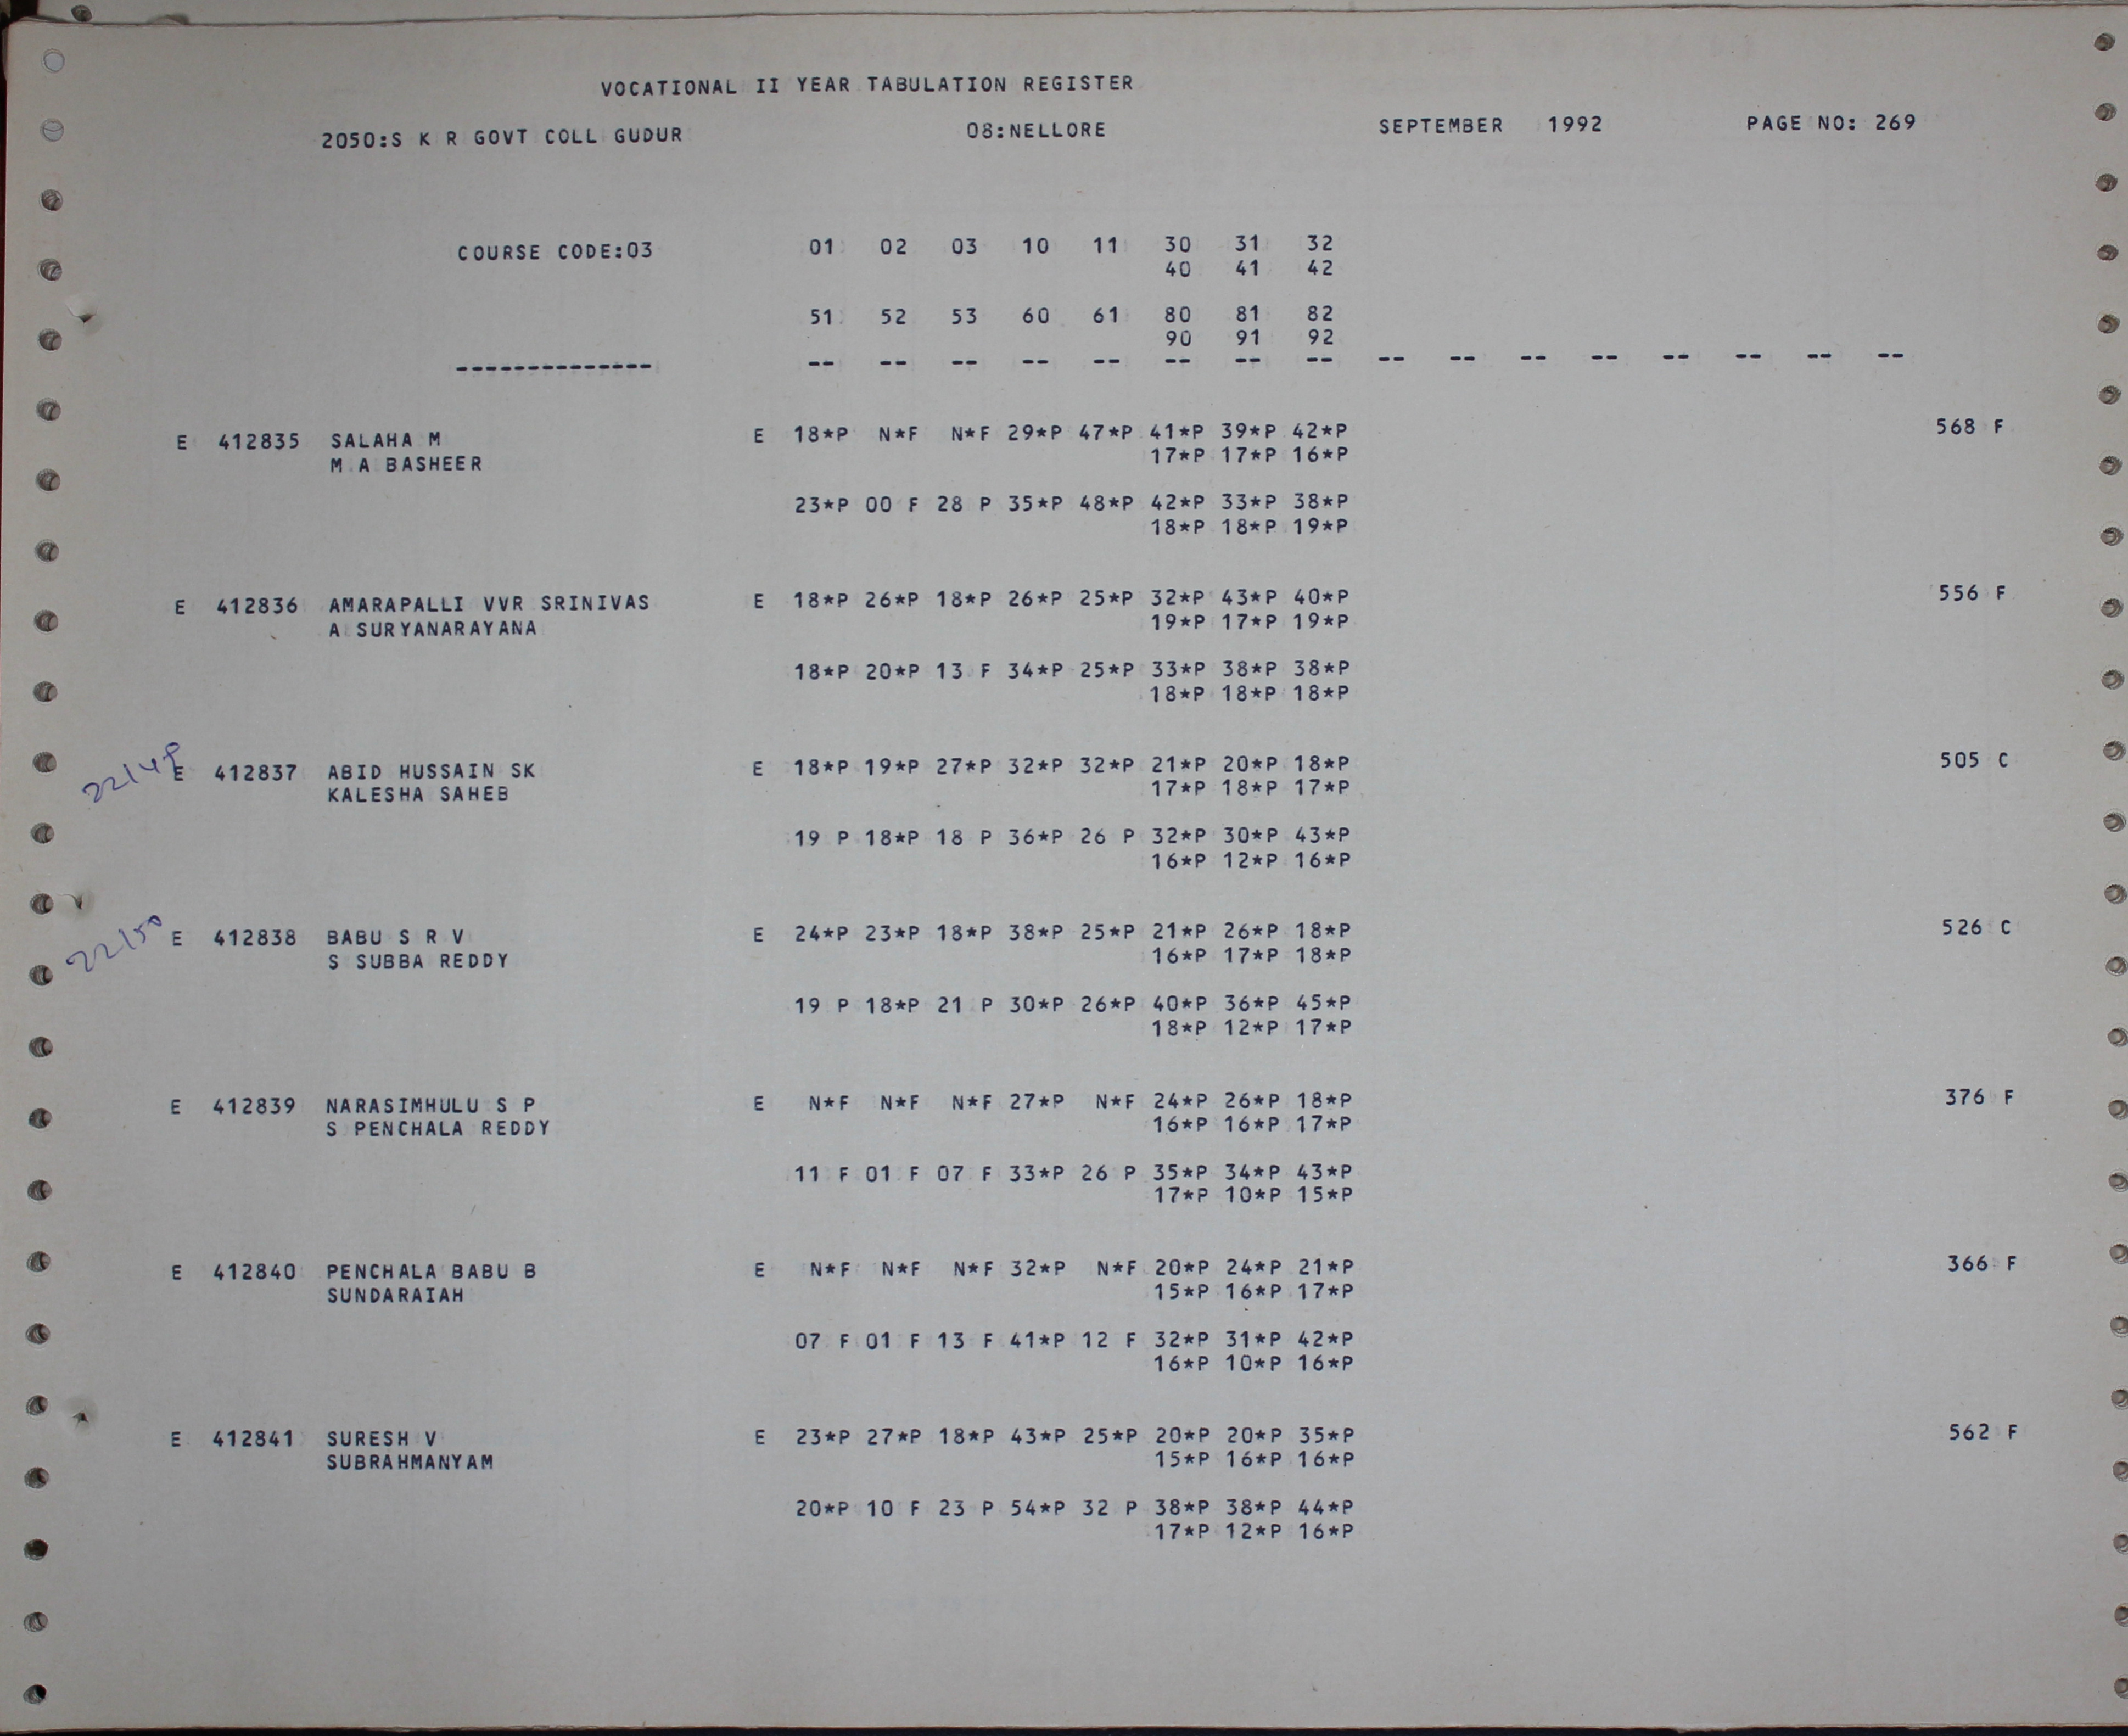 VOCATIONAL II YEAR TABULATION REGISTER
2050:S K R GOVT COLL GUDUR 08:NELLORE SEPTEMBER 1992 PAGE NO: 269
COURSE CODE:03 01 02 03 10 11 30 31 32
40 41 42
51 52 53 60 61 80 81 82
90 91 92
-------------- -- -- -- -- -- -- -- -- -- -- -- -- -- -- -- --
E 412835 SALAHA M E 18*P N*F N*F 29*P 47*P 41*P 39*P 42*P 568 F
M A BASHEER 17*P 17*P 16*P
23*P 00 F 28 P 35*P 48*P 42*P 33*P 38*P
18*P 18*P 19*P
E 412836 AMARAPALLI VVR SRINIVAS E 18*P 26*P 18*P 26*P 25*P 32*P 43*P 40*P 556 F
A SURYANARAYANA 19*P 17*P 19*P
18*P 20*P 13 F 34*P 25*P 33*P 38*P 38*P
18*P 18*P 18*P
E 412837 ABID HUSSAIN SK E 18*P 19*P 27*P 32*P 32*P 21*P 20*P 18*P 505 C
KALESHA SAHEB 17*P 18*P 17*P
19 P 18*P 18 P 36*P 26 P 32*P 30*P 43*P
16*P 12*P 16*P
22/50 E 412838 BABU S R V E 24*P 23*P 18*P 38*P 25*P 21*P 26*P 18*P 526 C
S SUBBA REDDY 16*P 17*P 18*P
19 P 18*P 21 P 30*P 26*P 40*P 36*P 45*P
18*P 12*P 17*P
E 412839 NARASIMHULU S P E N*F N*F N*F 27*P N*F 24*P 26*P 18*P 376 F
S PENCHALA REDDY 16*P 16*P 17*P
11 F 01 F 07 F 33*P 26 P 35*P 34*P 43*P
17*P 10*P 15*P
E 412840 PENCHALA BABU B E N*F N*F N*F 32*P N*F 20*P 24*P 21*P 366 F
SUNDARAIAH 15*P 16*P 17*P
07 F 01 F 13 F 41*P 12 F 32*P 31*P 42*P
16*P 10*P 16*P
E 412841 SURESH V E 23*P 27*P 18*P 43*P 25*P 20*P 20*P 35*P 562 F
SUBRAHMANYAM 15*P 16*P 16*P
20*P 10 F 23 P 54*P 32 P 38*P 38*P 44*P
17*P 12*P 16*P